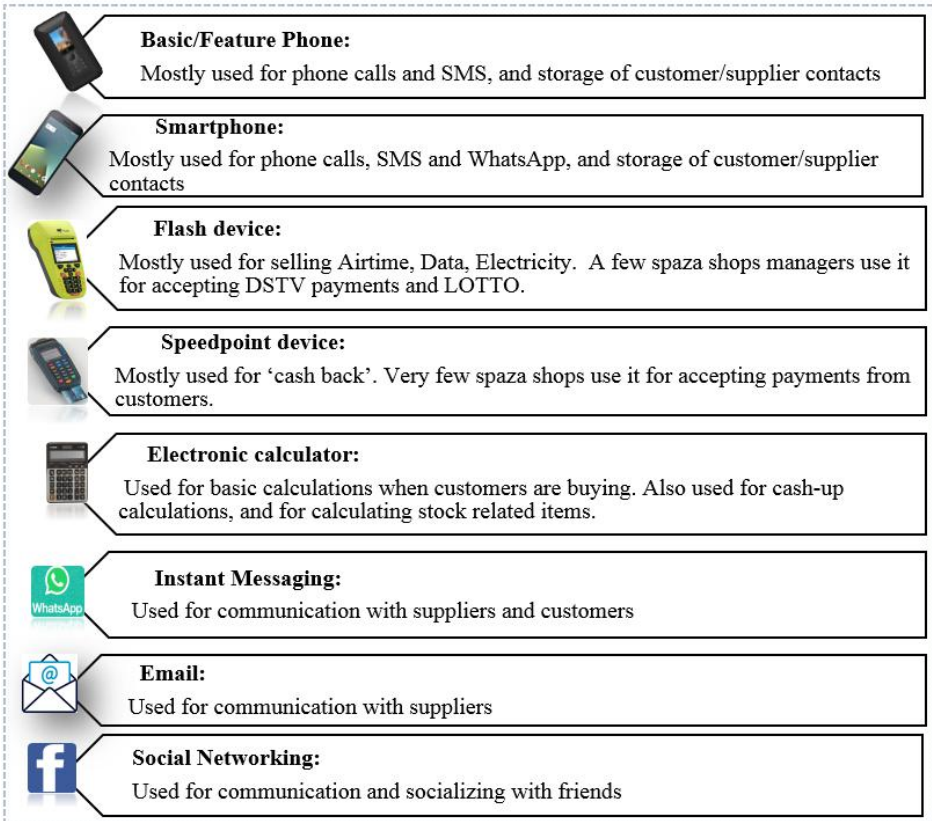 Basic/Feature Phone:
Mostly used for phone calls and SMS, and storage of customer/supplier contacts
Smartphone:
Mostly used for phone calls, SMS and WhatsApp, and storage of customer/supplier
contacts
Flash device:
Mostly used for selling Airtime, Data, Electricity.  A few spaza shops managers use it
for accepting DSTV payments and LOTTO.
Speedpoint device:
Mostly used for ‘cash back’. Very few spaza shops use it for accepting payments from
customers.
Electronic calculator:
Used for basic calculations when customers are buying. Also used for cash-up
calculations, and for calculating stock related items.
Instant Messaging:
WhatsApp
Used for communication with suppliers and customers
Email:
@
Used for communication with suppliers
Social Networking:
f
Used for communication and socializing with friends